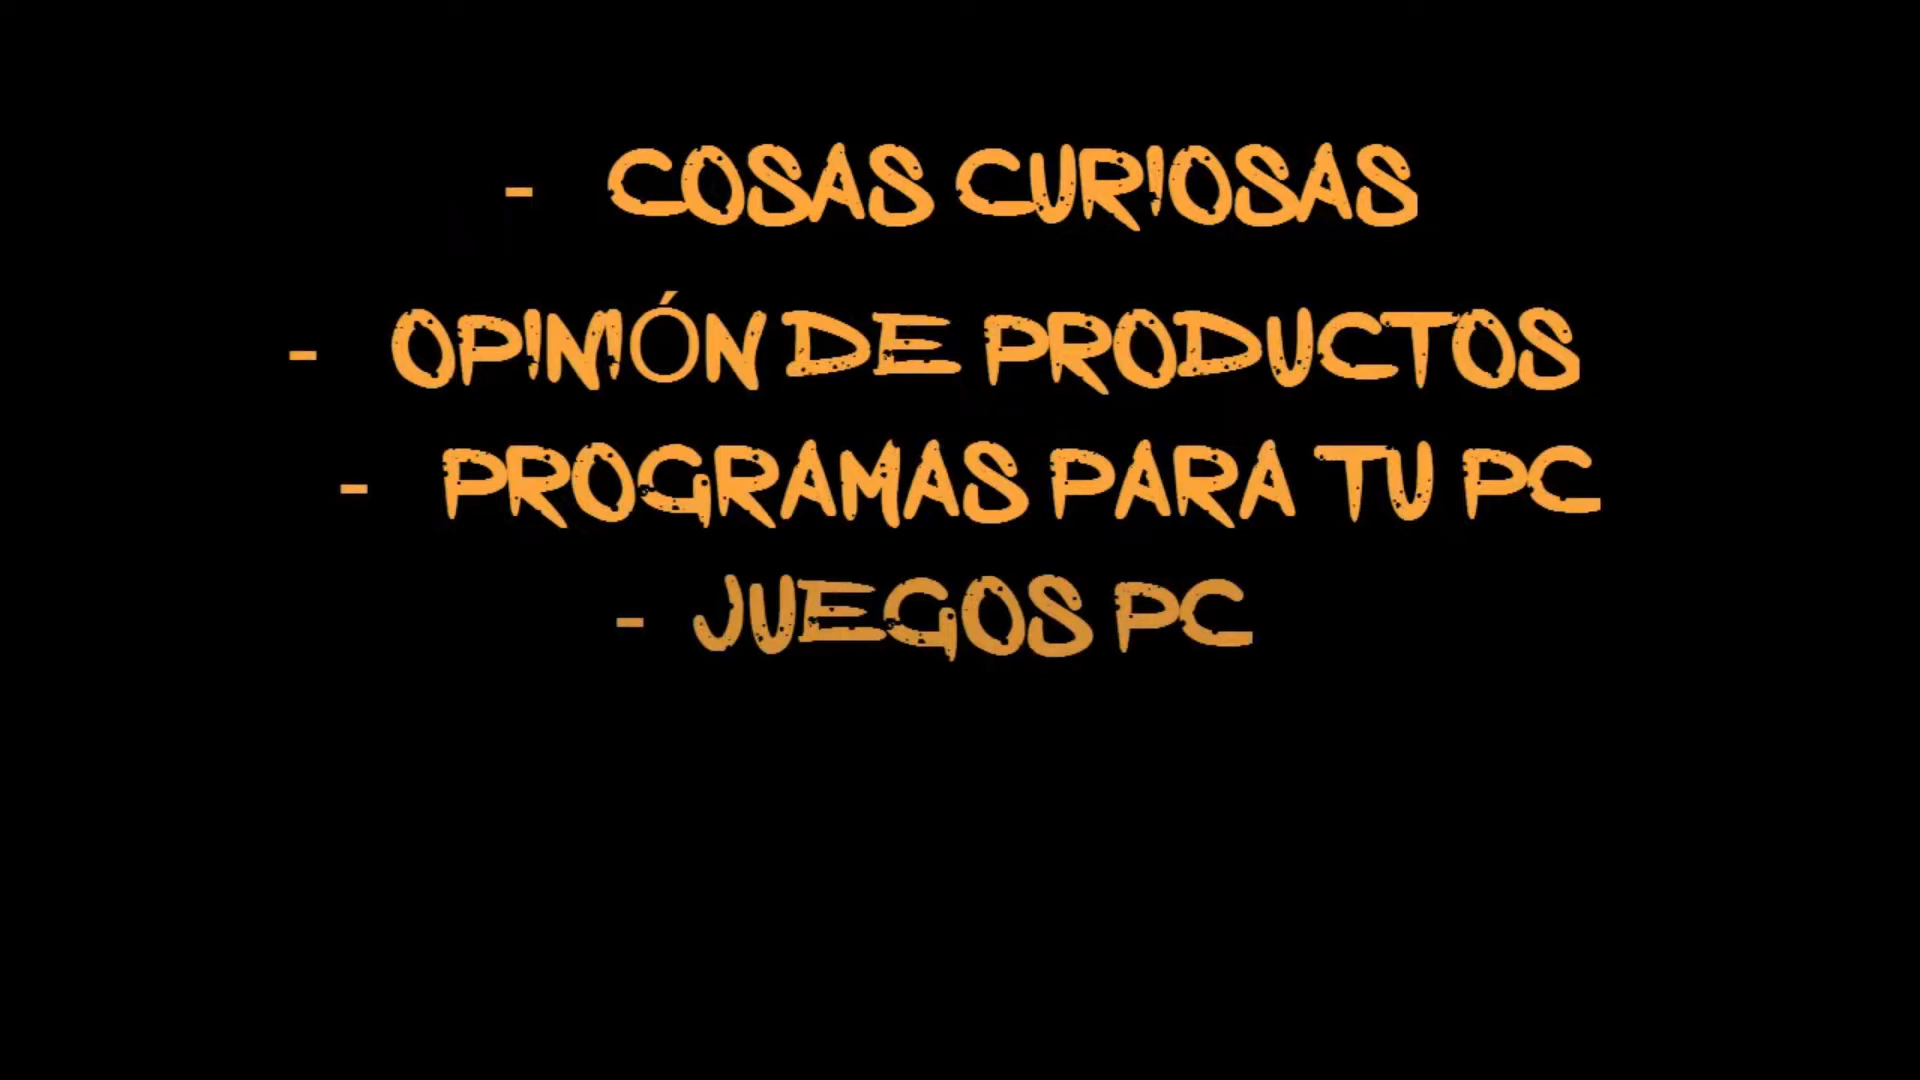 - COSAS CURIOSAS
- OPINIÓN DE PRODUCTOS
- PROGRAMAS PARA TU PC
- JUEGOS PC